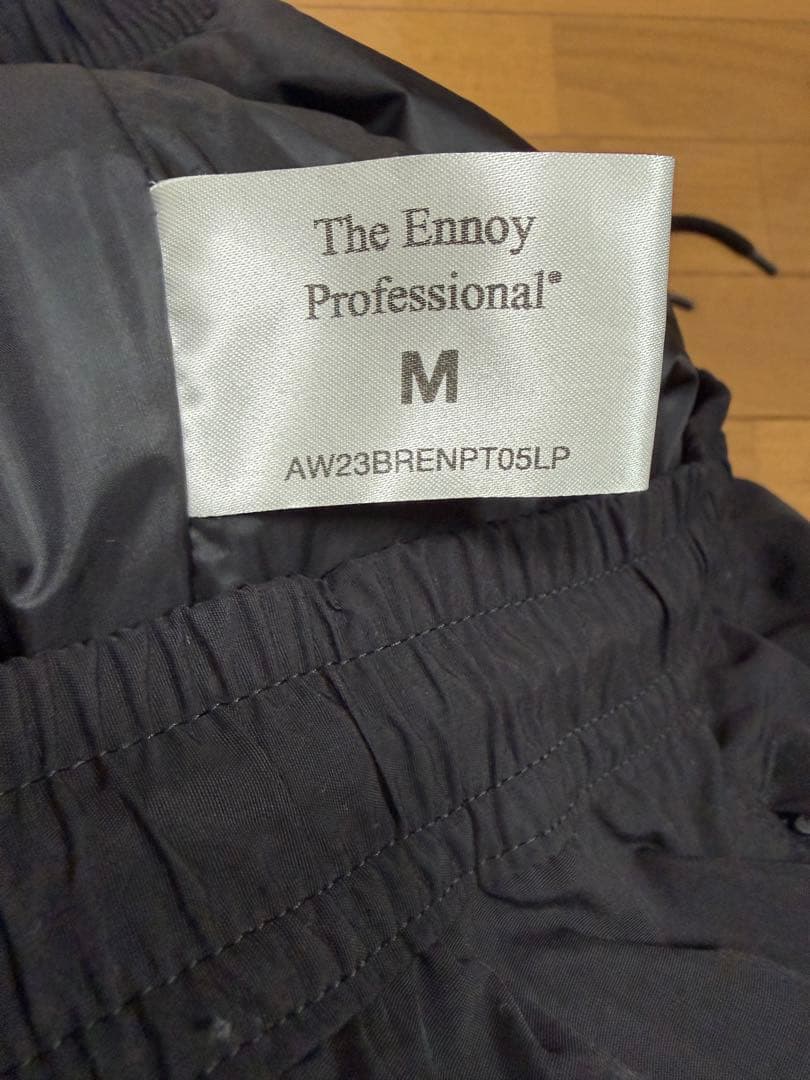 The Ennoy
Professional®
M
AW23BRENPT05LP